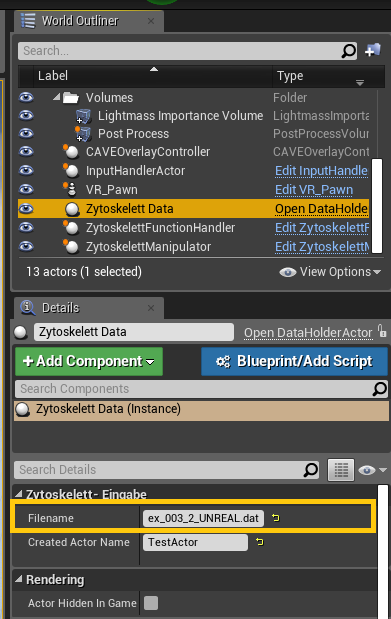 World Outliner
Search...
Label Type
Volumes Folder
Lightmass Importance Volume LightmassImporta
Post Process PostProcessVolur
CAVEOverlayController CAVEOverlayCont
InputHandlerActor Edit InputHandle
VR_Pawn Edit VR_Pawn
Zytoskelett Data Open DataHolde
ZytoskelettFunctionHandler Edit ZytoskelettF
ZytoskelettManipulator Edit ZytoskelettM
13 actors (1 selected) View Options
Details
Zytoskelett Data Open DataHolderActor
+ Add Component Blueprint/Add Script
Search Components
Zytoskelett Data (Instance)
Search Details
Zytoskelett- Eingabe
Filename ex_003_2_UNREAL.dat
Created Actor Name TestActor
Rendering
Actor Hidden In Game